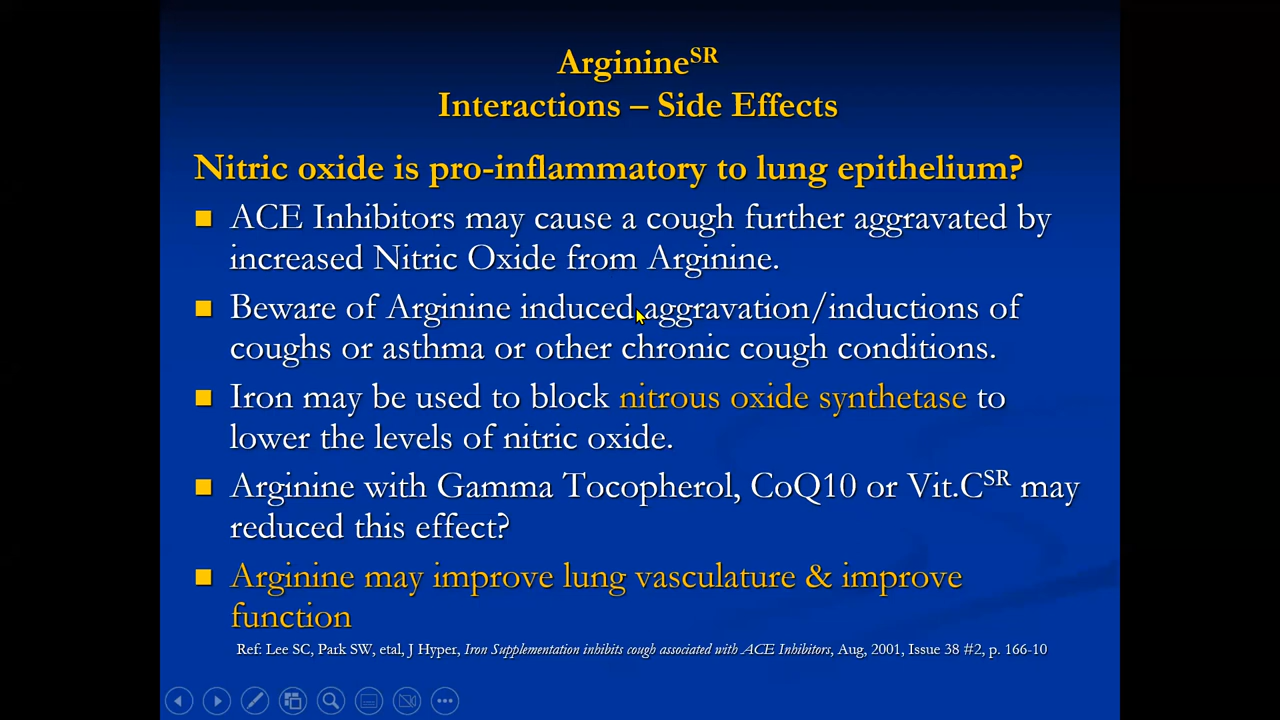 Arginineˢᴿ
Interactions – Side Effects
Nitric oxide is pro-inflammatory to lung epithelium?
ACE Inhibitors may cause a cough further aggravated by
increased Nitric Oxide from Arginine.
Beware of Arginine induced aggravation/inductions of
coughs or asthma or other chronic cough conditions.
Iron may be used to block nitrous oxide synthetase to
lower the levels of nitric oxide.
Arginine with Gamma Tocopherol, CoQ10 or Vit.Cˢᴿ may
reduced this effect?
Arginine may improve lung vasculature & improve
function
Ref: Lee SC, Park SW, etal, J Hyper, Iron Supplementation inhibits cough associated with ACE Inhibitors, Aug, 2001, Issue 38 #2, p. 166-10